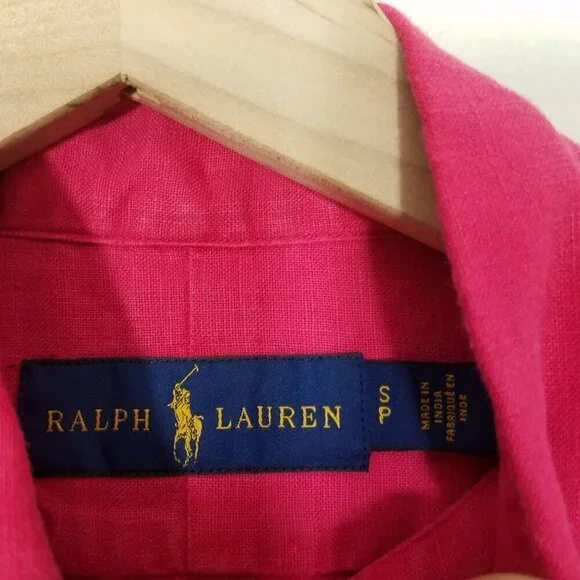 RALPH LAUREN
S
P
MADE IN
INDIA
FABRIQUÉ EN
INDE